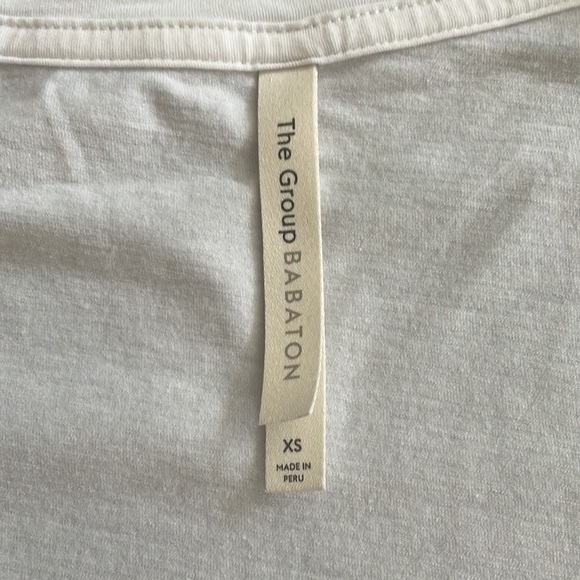 The Group BABATON
XS
MADE IN
PERU